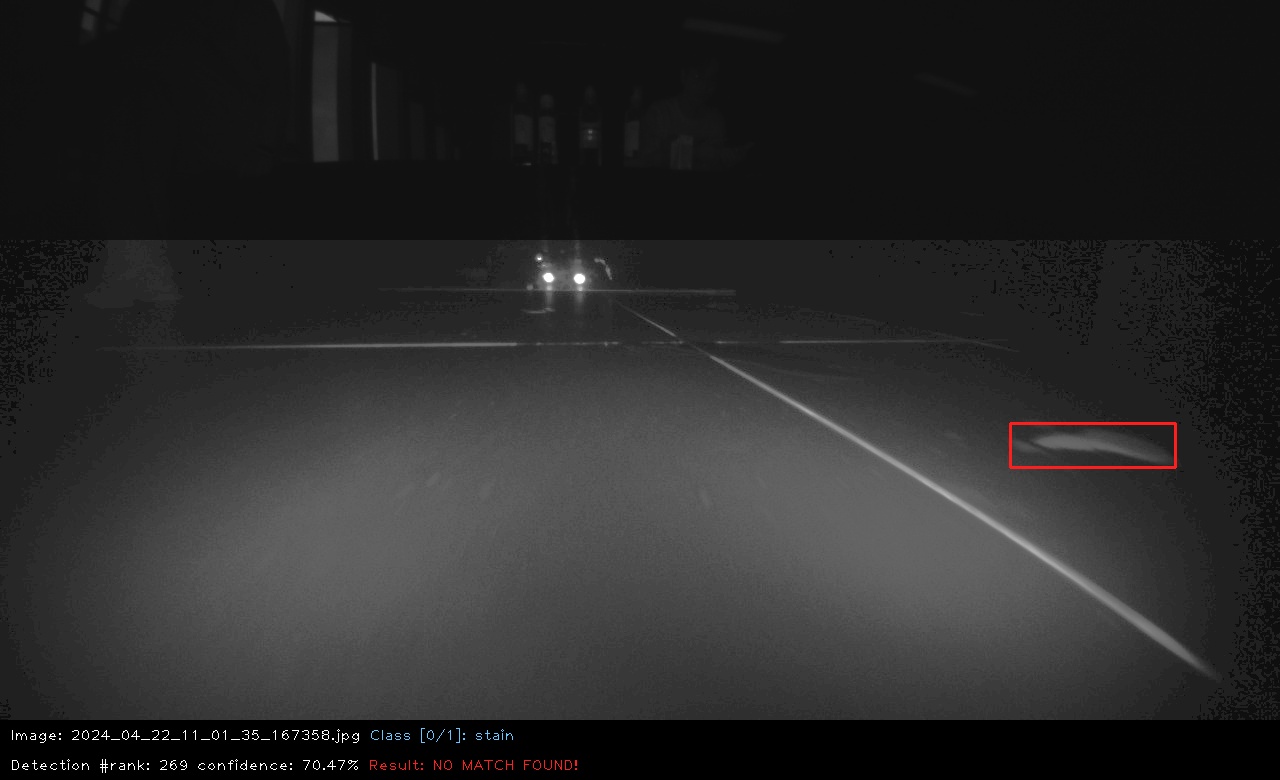 Image: 2024_04_22_11_01_35_167358.jpg Class [0/1]: stain
Detection #rank: 269 confidence: 70.47% Result: NO MATCH FOUND!